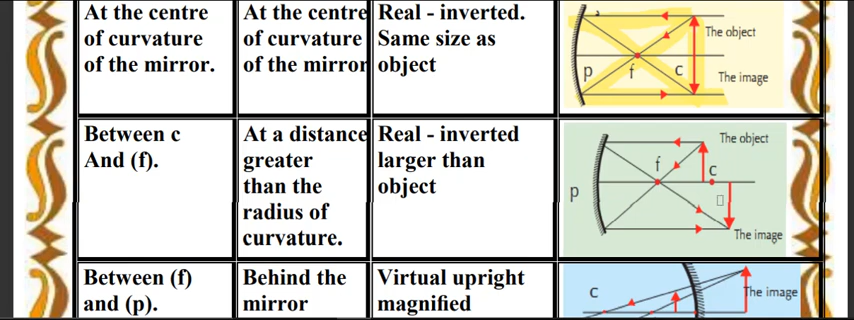 At the centre
of curvature
of the mirror.
At the centre
of curvature
of the mirror
Real - inverted.
Same size as
object
The object
p
f
c
The image
Between c
And (f).
At a distance
greater
than the
radius of
curvature.
Real - inverted
larger than
object
The object
f
c
p
The image
Between (f)
and (p).
Behind the
mirror
Virtual upright
magnified
c
The image